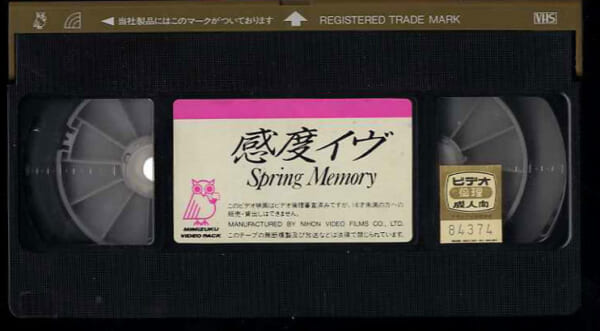 ◀ 当社製品にはこのマークがついております
REGISTERED TRADE MARK
VHS
感度イヴ
Spring Memory
このビデオ映画はビデオ倫理審査済みですが、18才未満の方への
販売・貸出しはできません。
MANUFACTURED BY NIHON VIDEO FILMS CO., LTD.
このテープの無断複製及び放送などは法律で禁じられています。
MIMIZUKU
VIDEO PACK
ビデオ
倫理
成人向
84374